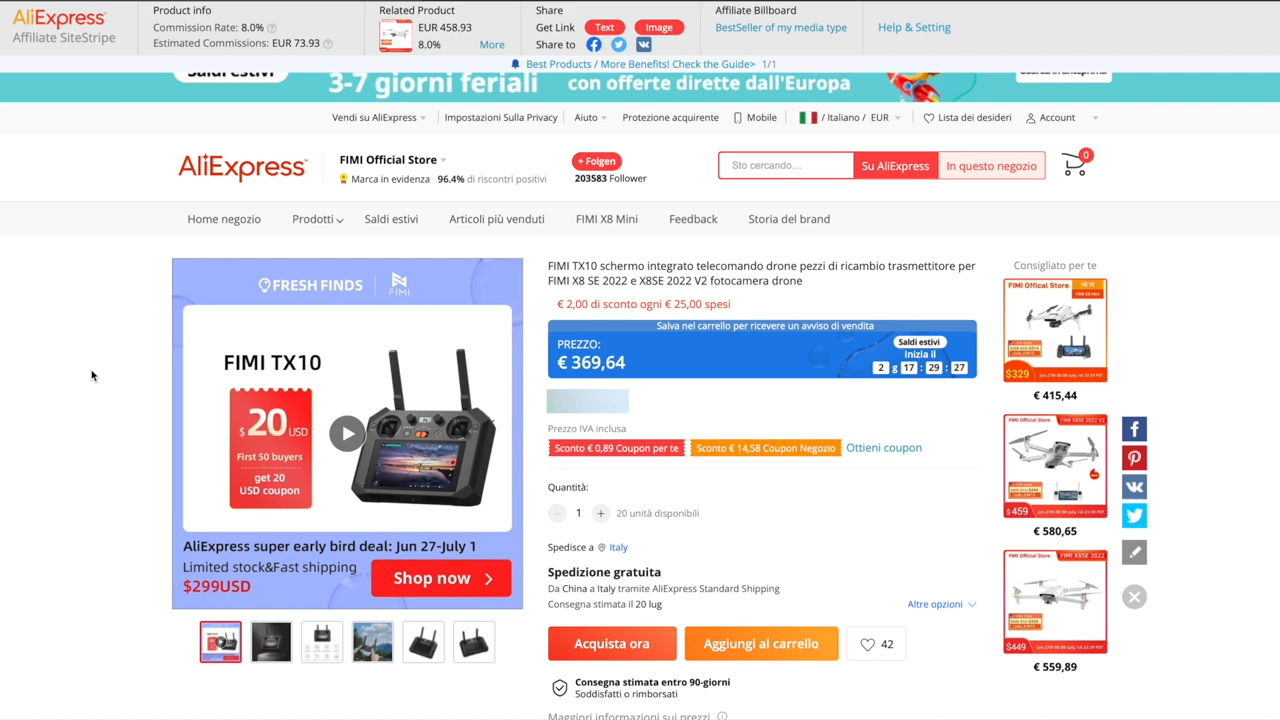 AliExpress
Affiliate SiteStripe
Product info
Commission Rate: 8.0%
Estimated Commissions: EUR 73.93
Related Product
EUR 458.93
8.0%
More
Share
Get Link
Text
Image
Share to
Affiliate Billboard
BestSeller of my media type
Help & Setting
Best Products / More Benefits! Check the Guide> 1/1
Saldi estivi
3-7 giorni feriali
con offerte dirette dall'Europa
Vendi su AliExpress
Impostazioni Sulla Privacy
Aiuto
Protezione acquirente
Mobile
/ Italiano / EUR
Lista dei desideri
Account
AliExpress
FIMI Official Store
Marca in evidenza 96.4% di riscontri positivi
+ Folgen
203583 Follower
Sto cercando...
Su AliExpress
In questo negozio
0
Home negozio
Prodotti
Saldi estivi
Articoli più venduti
FIMI X8 Mini
Feedback
Storia del brand
FRESH FINDS
FIMI
FIMI TX10
$20 USD
First 50 buyers
get 20
USD coupon
AliExpress super early bird deal: Jun 27-July 1
Limited stock&Fast shipping
$299USD
Shop now
FIMI TX10 schermo integrato telecomando drone pezzi di ricambio trasmettitore per
FIMI X8 SE 2022 e X8SE 2022 V2 fotocamera drone
€ 2,00 di sconto ogni € 25,00 spesi
Salva nel carrello per ricevere un avviso di vendita
PREZZO:
€ 369,64
Saldi estivi
Inizia il
2 g 17 : 29 : 27
Prezzo IVA inclusa
Sconto € 0,89 Coupon per te
Sconto € 14,58 Coupon Negozio
Ottieni coupon
Quantità:
1
20 unità disponibili
Spedisce a Italy
Spedizione gratuita
Da China a Italy tramite AliExpress Standard Shipping
Consegna stimata il 20 lug
Altre opzioni
Acquista ora
Aggiungi al carrello
42
Consegna stimata entro 90-giorni
Soddisfatti o rimborsati
Maggiori informazioni sui prezzi
Consigliato per te
FIMI Offical Store
NEW
FIMI X8 Mini
$329
€ 415,44
FIMI Offical Store
FIMI X8SE 2022 V2
$459
€ 580,65
FIMI Offical Store
FIMI X8SE 2022
$449
€ 559,89